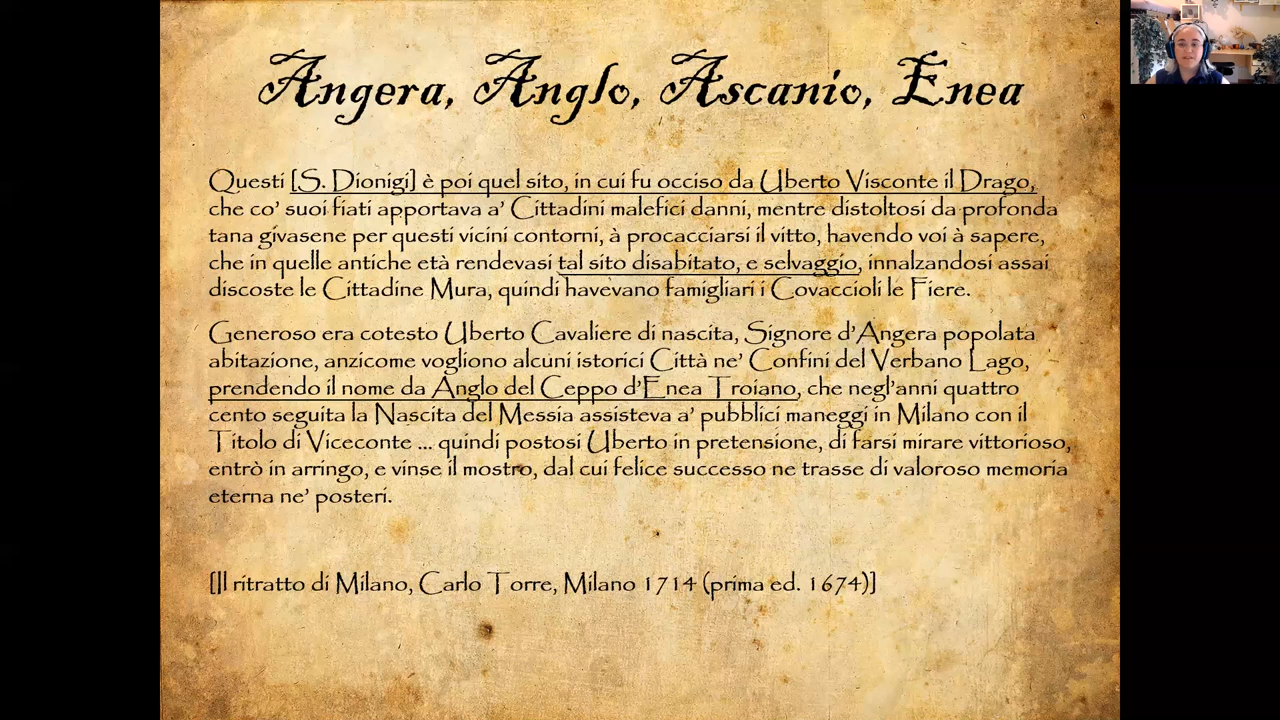 Angera, Anglo, Ascanio, Enea
Questi [S. Dionigi] è poi quel sito, in cui fu occiso da Uberto Visconte il Drago,
che co' suoi fiati apportava a' Cittadini malefici danni, mentre distoltosi da profonda
tana givasene per questi vicini contorni, à procacciarsi il vitto, havendo voi à sapere,
che in quelle antiche età rendevasi tal sito disabitato, e selvaggio, innalzandosi assai
discoste le Cittadine Mura, quindi havevano famigliari i Covaccioli le Fiere.
Generoso era cotesto Uberto Cavaliere di nascita, Signore d'Angera popolata
abitazione, anzicome vogliono alcuni istorici Città ne' Confini del Verbano Lago,
prendendo il nome da Anglo del Ceppo d'Enea Troiano, che negl'anni quattro
cento seguita la Nascita del Messia assisteva a' pubblici maneggi in Milano con il
Titolo di Viceconte ... quindi postosi Uberto in pretensione, di farsi mirare vittorioso,
entrò in arringo, e vinse il mostro, dal cui felice successo ne trasse di valoroso memoria
eterna ne' posteri.
[Il ritratto di Milano, Carlo Torre, Milano 1714 (prima ed. 1674)]